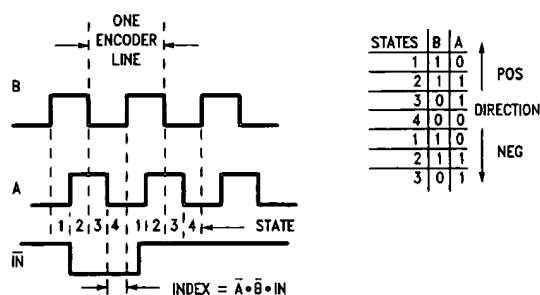 ONE
ENCODER
LINE
B
A
1 2 3 4 1 2 3 4 STATE
I̅N̅
INDEX = A̅•B̅•IN
STATES B A
1 1 0
2 1 1
3 0 1
4 0 0
1 1 0
2 1 1
3 0 1
POS
DIRECTION
NEG